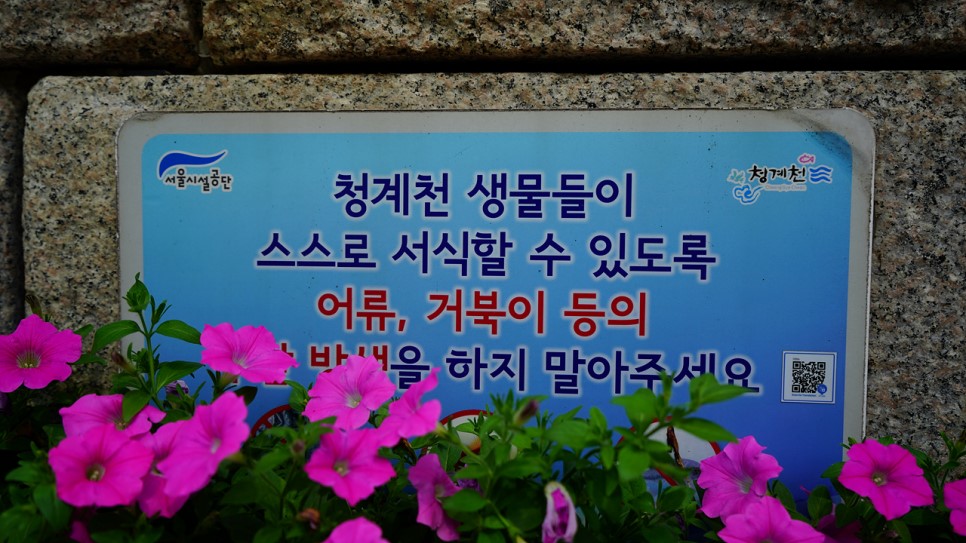 서울시설공단
청계천
청계천 생물들이
스스로 서식할 수 있도록
어류, 거북이 등의
방생을 하지 말아주세요